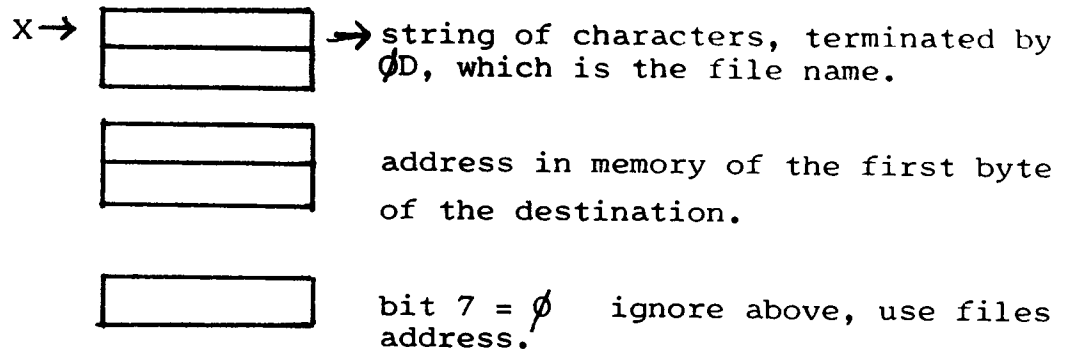 X→ → string of characters, terminated by
ØD, which is the file name.
address in memory of the first byte
of the destination.
bit 7 = Ø ignore above, use files
address.